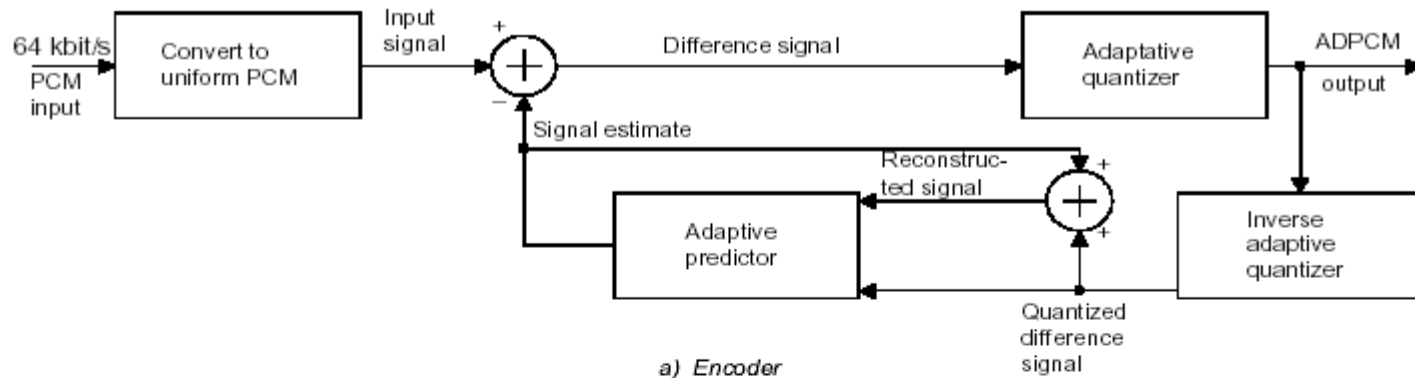 64 kbit/s
PCM
input
Convert to
uniform PCM
Input
signal
+
−
Difference signal
Adaptative
quantizer
ADPCM
output
Signal estimate
Reconstruc-
ted signal
+
+
Adaptive
predictor
Inverse
adaptive
quantizer
Quantized
difference
signal
a) Encoder